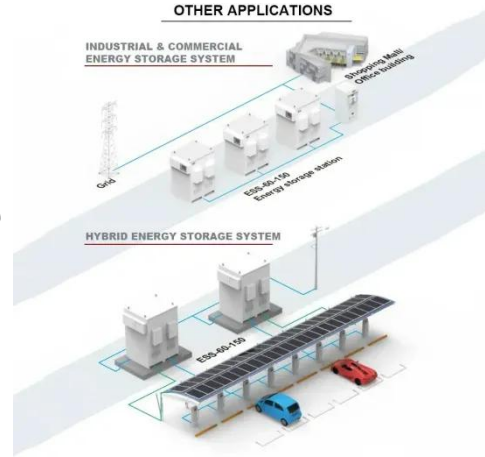 OTHER APPLICATIONS
INDUSTRIAL & COMMERCIAL
ENERGY STORAGE SYSTEM
Shopping Mall/
Office building
Grid
ESS-60-150
Energy storage station
HYBRID ENERGY STORAGE SYSTEM
ESS-60-150